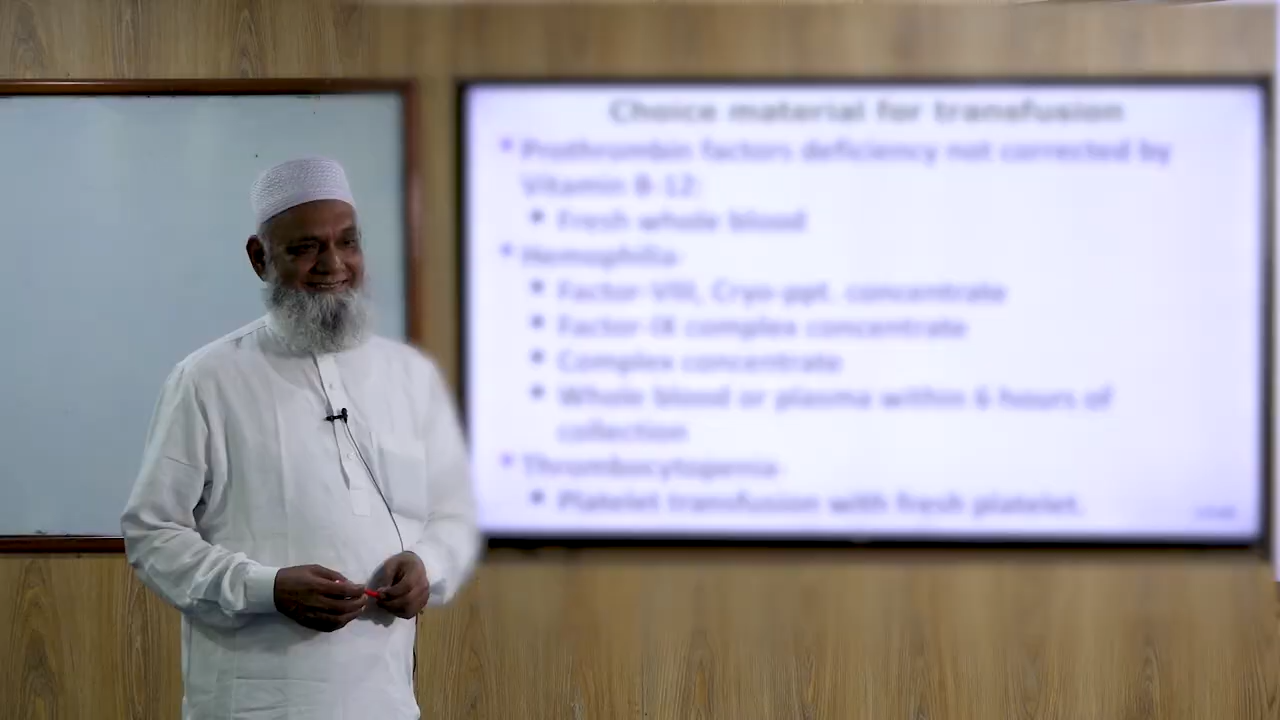 Choice material for transfusion
Prothrombin factors deficiency not corrected by
Vitamin B-12:
Fresh whole blood
Hemophilia-
Factor-VIII, Cryo-ppt. concentrate
Factor-IX complex concentrate
Complex concentrate
Whole blood or plasma within 6 hours of
collection
Thrombocytopenia-
Platelet transfusion with fresh platelet.